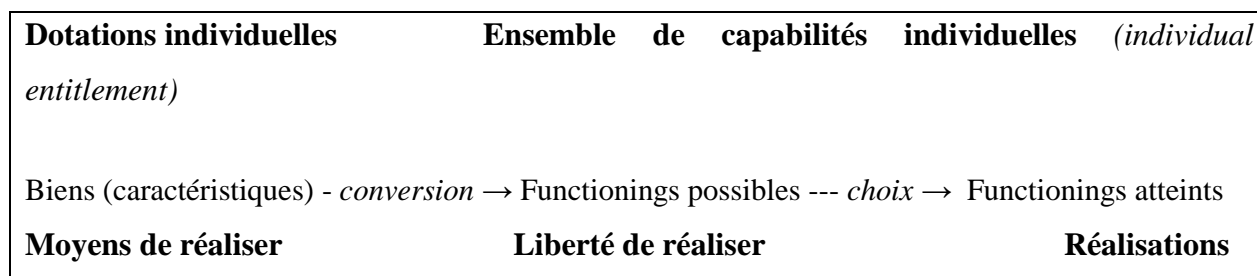 Dotations individuelles Ensemble de capabilités individuelles (individual
entitlement)
Biens (caractéristiques) - conversion → Functionings possibles --- choix → Functionings atteints
Moyens de réaliser Liberté de réaliser Réalisations